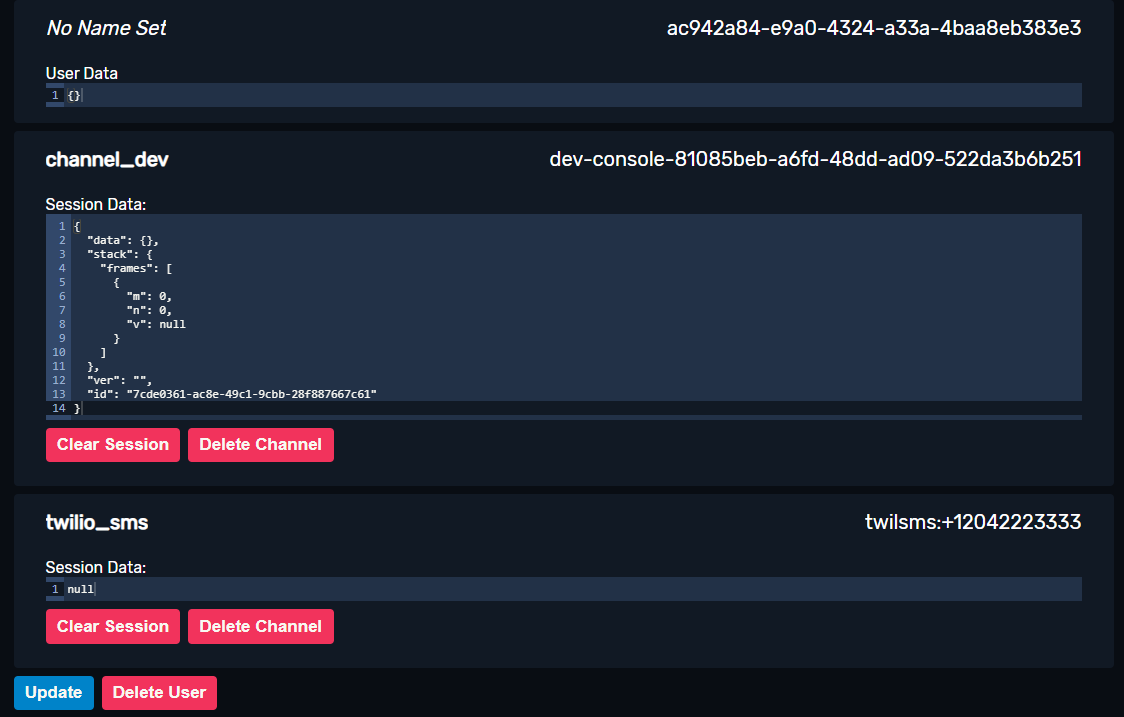 No Name Set
ac942a84-e9a0-4324-a33a-4baa8eb383e3
User Data
1 {}
channel_dev
dev-console-81085beb-a6fd-48dd-ad09-522da3b6b251
Session Data:
1 {
2   "data": {},
3   "stack": {
4     "frames": [
5       {
6         "m": 0,
7         "n": 0,
8         "v": null
9       }
10     ]
11   },
12   "ver": "",
13   "id": "7cde0361-ac8e-49c1-9cbb-28f887667c61"
14 }
Clear Session Delete Channel
twilio_sms
twilsms:+12042223333
Session Data:
1 null
Clear Session Delete Channel
Update Delete User